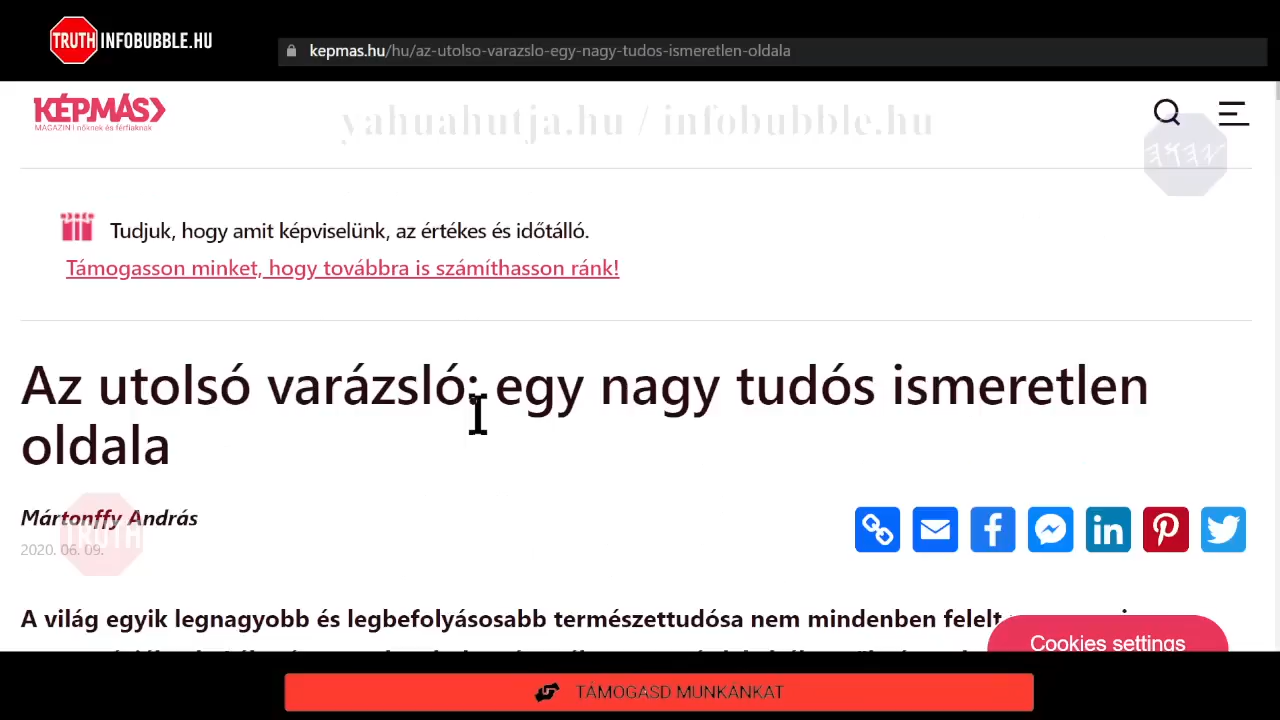 TRUTH INFOBUBBLE.HU
kepmas.hu/hu/az-utolso-varazslo-egy-nagy-tudos-ismeretlen-oldala
KÉPMÁS
MAGAZIN | nőknek és férfiaknak
yahuahutja.hu / infobubble.hu
Tudjuk, hogy amit képviselünk, az értékes és időtálló.
Támogasson minket, hogy továbbra is számíthasson ránk!
Az utolsó varázsló: egy nagy tudós ismeretlen
oldala
Mártonffy András
TRUTH
2020. 06. 09.
A világ egyik legnagyobb és legbefolyásosabb természettudósa nem mindenben felelt
Cookies settings
TÁMOGASD MUNKÁNKAT